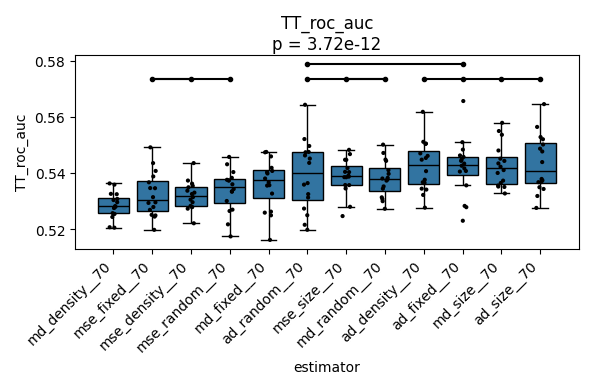 TT_roc_auc
p = 3.72e-12
TT_roc_auc
0.58
0.56
0.54
0.52
md_density__70
mse_fixed__70
mse_density__70
mse_random__70
md_fixed__70
ad_random__70
mse_size__70
md_random__70
ad_density__70
ad_fixed__70
md_size__70
ad_size__70
estimator